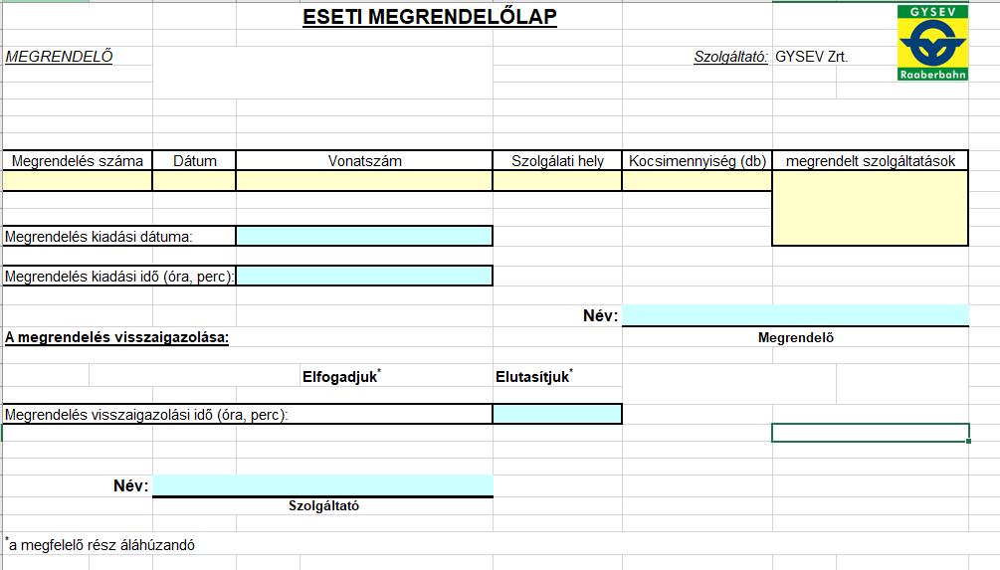 ESETI MEGRENDELŐLAP
GYSEV
Raaberbahn
MEGRENDELŐ
Szolgáltató: GYSEV Zrt.
Megrendelés száma Dátum Vonatszám Szolgálati hely Kocsimennyiség (db) megrendelt szolgáltatások
Megrendelés kiadási dátuma:
Megrendelés kiadási idő (óra, perc):
Név:
Megrendelő
A megrendelés visszaigazolása:
Elfogadjuk* Elutasítjuk*
Megrendelés visszaigazolási idő (óra, perc):
Név:
Szolgáltató
*a megfelelő rész áláhúzandó